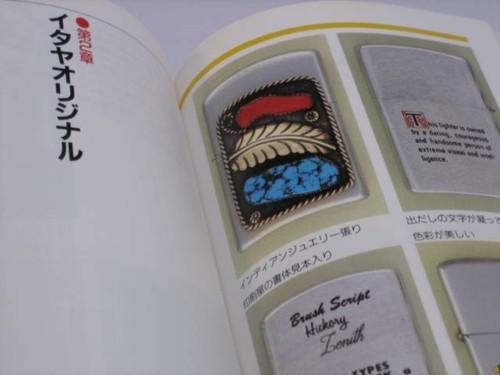 ●第2章
イタヤオリジナル
This lighter is owned
by a daring, courageous
and handsome person of
extreme vision and intel
ligence.
インディアンジュエリー張り
印刷屋の書体見本入り
出だしの文字が凝って
色彩が美しい
Brush Script
Hickory
Zenith
TYPES